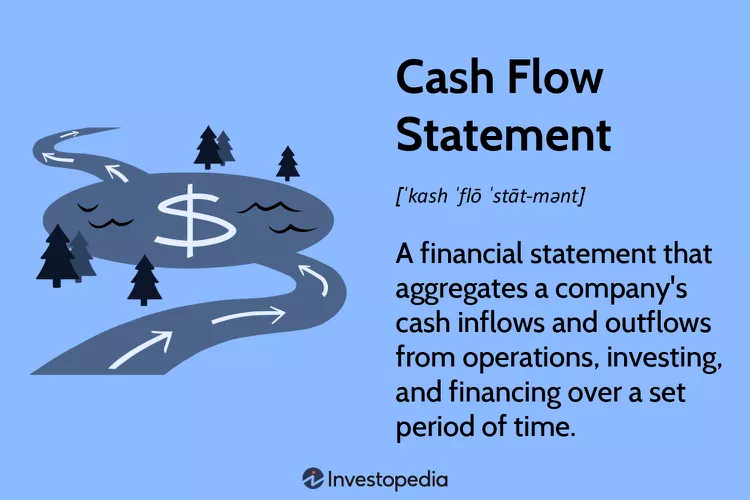 Cash Flow
Statement
[ˈkash ˈflō ˈstāt-mənt]
A financial statement that
aggregates a company's
cash inflows and outflows
from operations, investing,
and financing over a set
period of time.
$
Investopedia